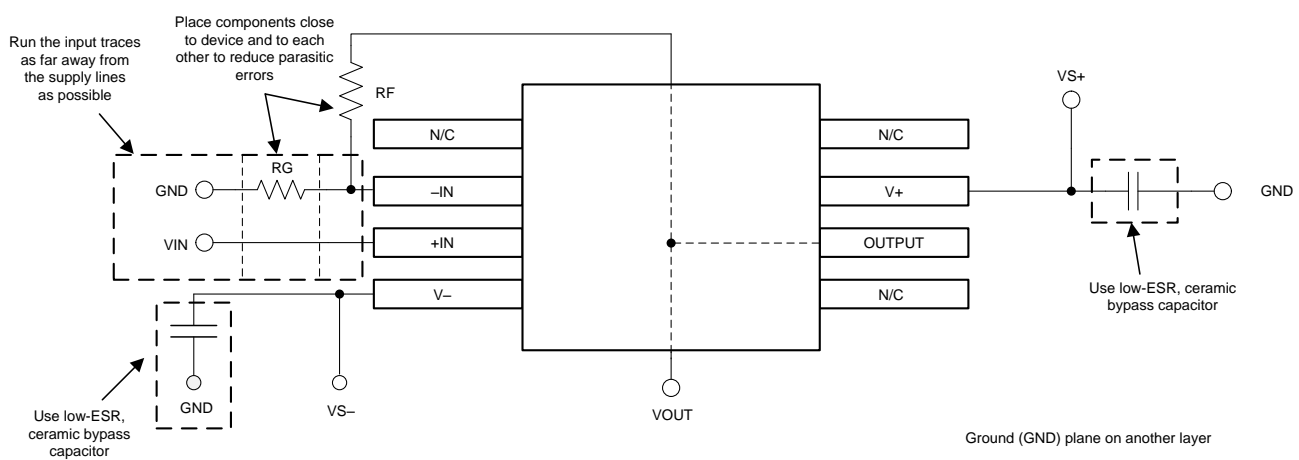 Place components close
to device and to each
other to reduce parasitic
errors
Run the input traces
as far away from
the supply lines
as possible
RF
VS+
N/C
N/C
RG
GND
–IN
V+
GND
VIN
+IN
OUTPUT
V–
N/C
Use low-ESR, ceramic
bypass capacitor
GND
VS–
VOUT
Use low-ESR,
ceramic bypass
capacitor
Ground (GND) plane on another layer